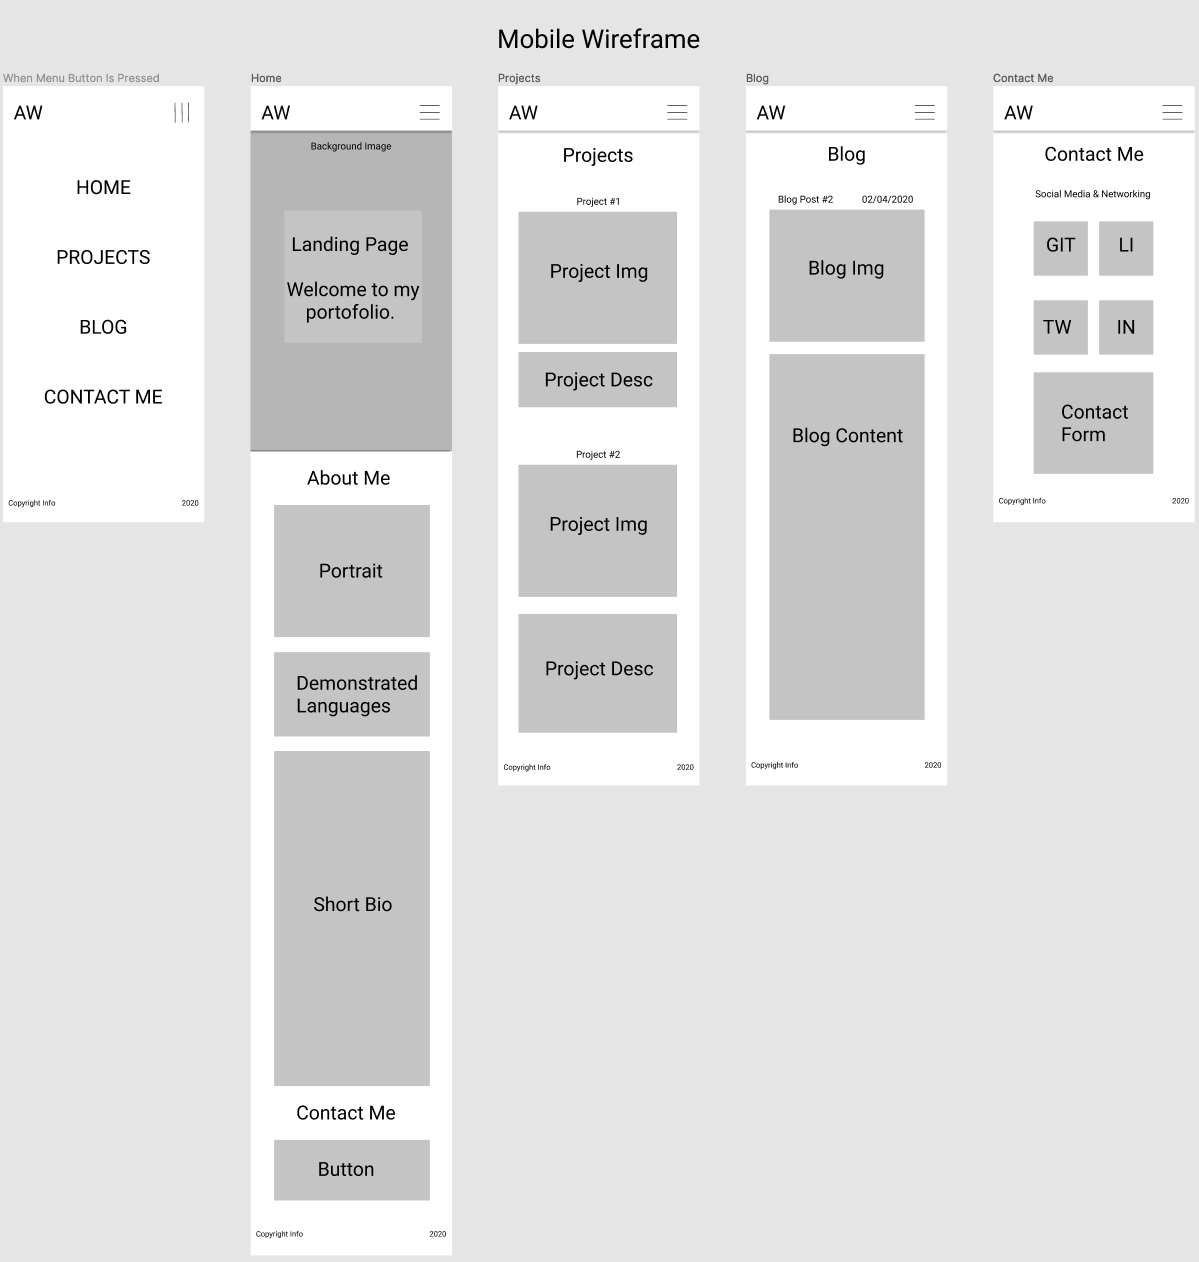 Mobile Wireframe
When Menu Button Is Pressed
AW
HOME
PROJECTS
BLOG
CONTACT ME
Copyright Info 2020
Home
AW
Background Image
Landing Page
Welcome to my
portofolio.
About Me
Portrait
Demonstrated
Languages
Short Bio
Contact Me
Button
Copyright Info 2020
Projects
AW
Projects
Project #1
Project Img
Project Desc
Project #2
Project Img
Project Desc
Copyright Info 2020
Blog
AW
Blog
Blog Post #2 02/04/2020
Blog Img
Blog Content
Copyright Info 2020
Contact Me
AW
Contact Me
Social Media & Networking
GIT LI
TW IN
Contact
Form
Copyright Info 2020